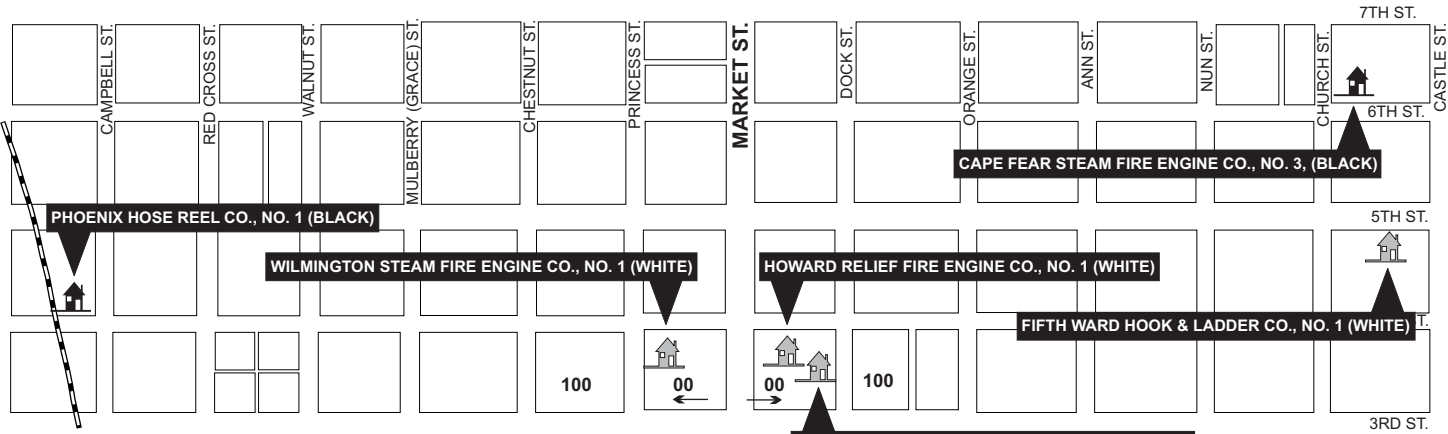 7TH ST.
CAMPBELL ST.
RED CROSS ST.
WALNUT ST.
MULBERRY (GRACE) ST.
CHESTNUT ST.
PRINCESS ST.
MARKET ST.
DOCK ST.
ORANGE ST.
ANN ST.
NUN ST.
CHURCH ST.
CASTLE ST.
6TH ST.
CAPE FEAR STEAM FIRE ENGINE CO., NO. 3, (BLACK)
PHOENIX HOSE REEL CO., NO. 1 (BLACK)
5TH ST.
WILMINGTON STEAM FIRE ENGINE CO., NO. 1 (WHITE)
HOWARD RELIEF FIRE ENGINE CO., NO. 1 (WHITE)
FIFTH WARD HOOK & LADDER CO., NO. 1 (WHITE)
T.
100
00
00
100
3RD ST.